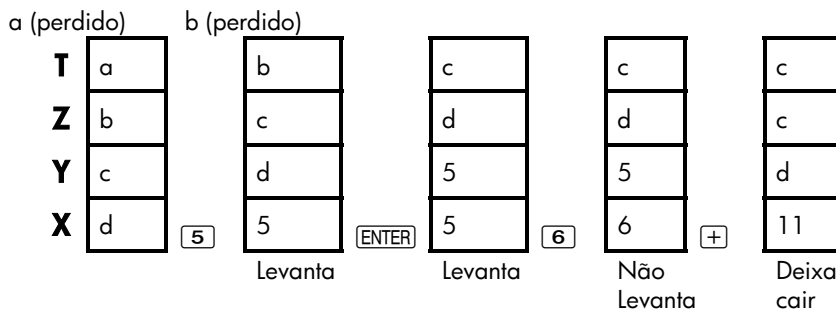 a (perdido) b (perdido)
T a b c c c
Z b c d d c
Y c d 5 5 d
X d 5 5 ENTER 5 6 6 + 11
Levanta Levanta Não Levanta Deixa cair